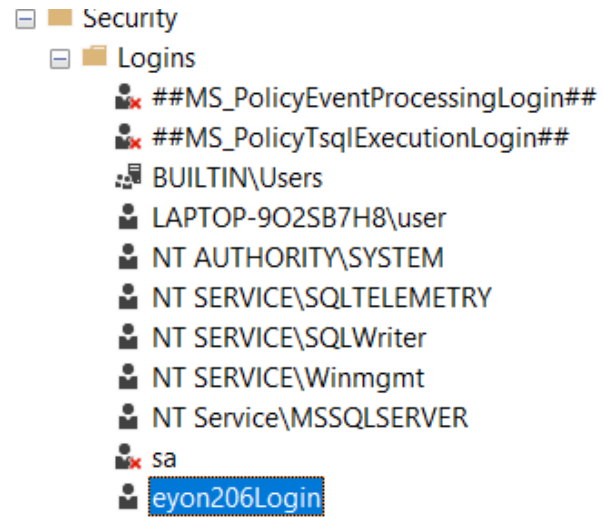 Security
Logins
##MS_PolicyEventProcessingLogin##
##MS_PolicyTsqlExecutionLogin##
BUILTIN\Users
LAPTOP-9O2SB7H8\user
NT AUTHORITY\SYSTEM
NT SERVICE\SQLTELEMETRY
NT SERVICE\SQLWriter
NT SERVICE\Winmgmt
NT Service\MSSQLSERVER
sa
eyon206Login